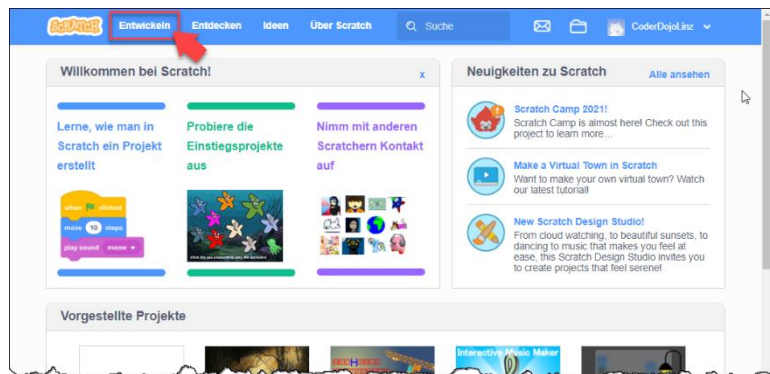 SCRATCH Entwickeln Entdecken Ideen Über Scratch Suche CoderDojoLinz
Willkommen bei Scratch! x
Lerne, wie man in
Scratch ein Projekt
erstellt
Probiere die
Einstiegsprojekte
aus
Nimm mit anderen
Scratchern Kontakt
auf
when clicked
move 10 steps
play sound meow
Neuigkeiten zu Scratch Alle ansehen
Scratch Camp 2021!
Scratch Camp is almost here! Check out this
project to learn more...
Make a Virtual Town in Scratch
Want to make your own virtual town? Watch
our latest tutorial!
New Scratch Design Studio!
From cloud watching, to beautiful sunsets, to
dancing to music that makes you feel at
ease, this Scratch Design Studio invites you
to create projects that feel serene!
Vorgestellte Projekte
Interactive Music Maker